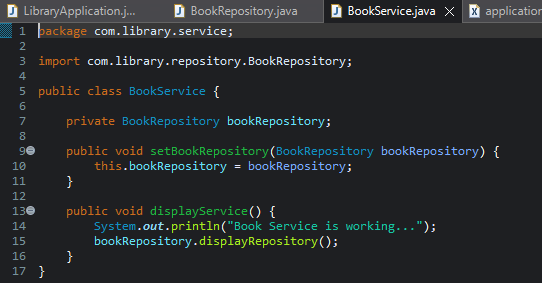 LibraryApplication.j... BookRepository.java BookService.java application
1 package com.library.service;
2
3 import com.library.repository.BookRepository;
4
5 public class BookService {
6
7     private BookRepository bookRepository;
8
9     public void setBookRepository(BookRepository bookRepository) {
10         this.bookRepository = bookRepository;
11     }
12
13     public void displayService() {
14         System.out.println("Book Service is working...");
15         bookRepository.displayRepository();
16     }
17 }